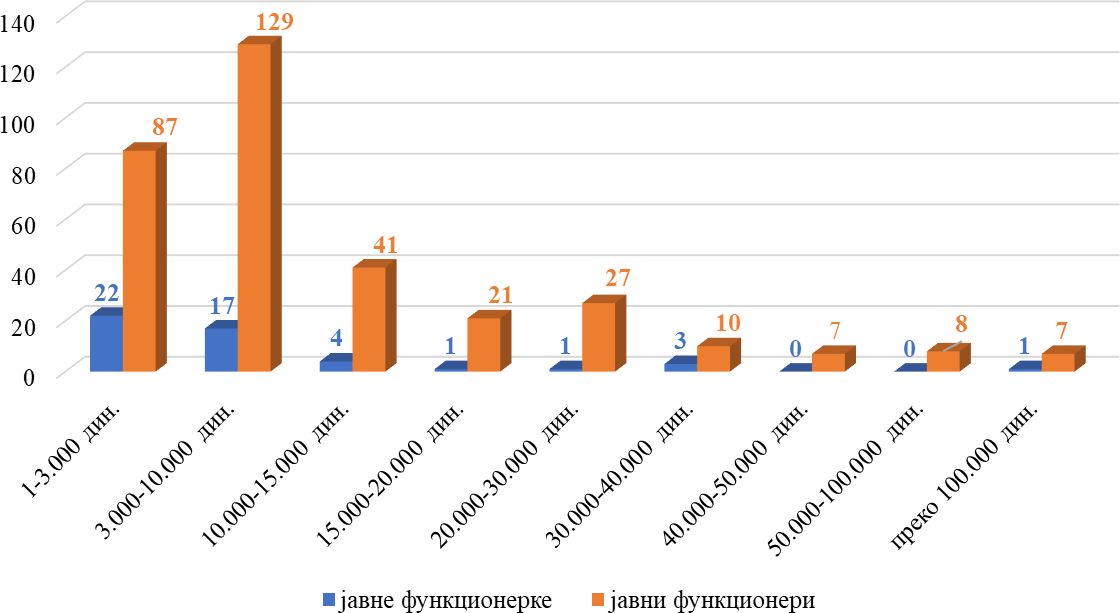 140
120
100
80
60
40
20
0
22 87
17 129
4 41
1 21
1 27
3 10
0 7
0 8
1 7
1-3.000 дин.
3.000-10.000 дин.
10.000-15.000 дин.
15.000-20.000 дин.
20.000-30.000 дин.
30.000-40.000 дин.
40.000-50.000 дин.
50.000-100.000 дин.
преко 100.000 дин.
јавне функционерке јавни функционери